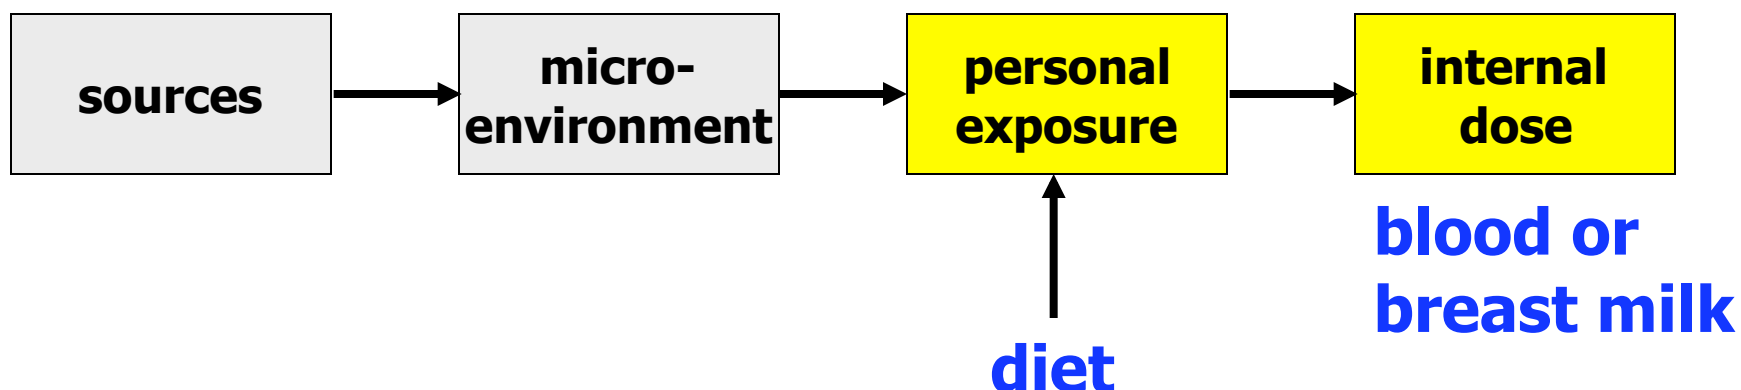 sources
micro-
environment
personal
exposure
internal
dose
blood or
breast milk
diet